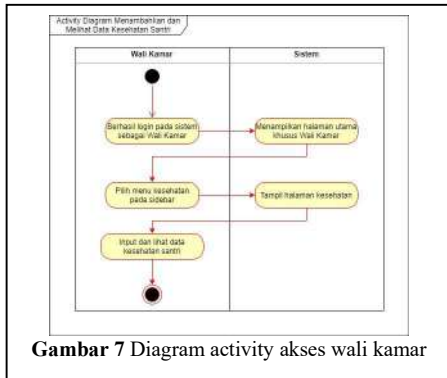 Activity Diagram Menambahkan dan
Melihat Data Kesehatan Santri
Wali Kamar
Sistem
Berhasil login pada sistem
sebagai Wali Kamar
Menampilkan halaman utama
khusus Wali Kamar
Pilih menu kesehatan
pada sidebar
Tampil halaman kesehatan
Input dan lihat data
kesehatan santri
Gambar 7 Diagram activity akses wali kamar